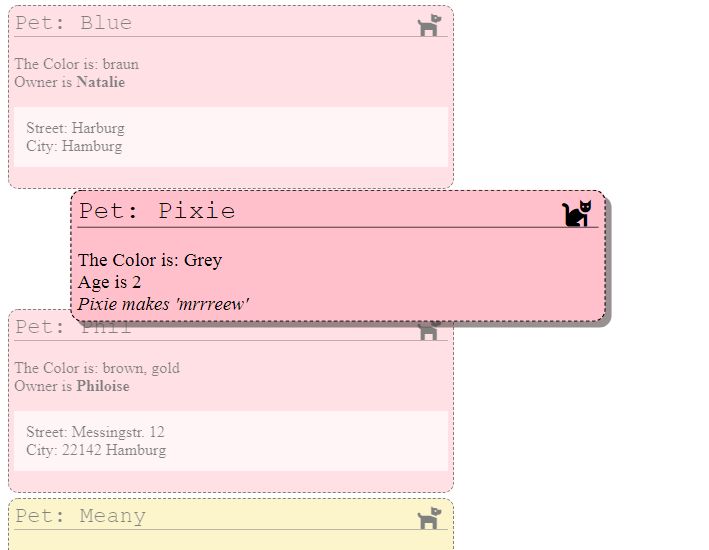 Pet: Blue
The Color is: braun
Owner is Natalie
Street: Harburg
City: Hamburg
Pet: Pixie
The Color is: Grey
Age is 2
Pixie makes 'mrrreew'
Pet: Phil
The Color is: brown, gold
Owner is Philoise
Street: Messingstr. 12
City: 22142 Hamburg
Pet: Meany